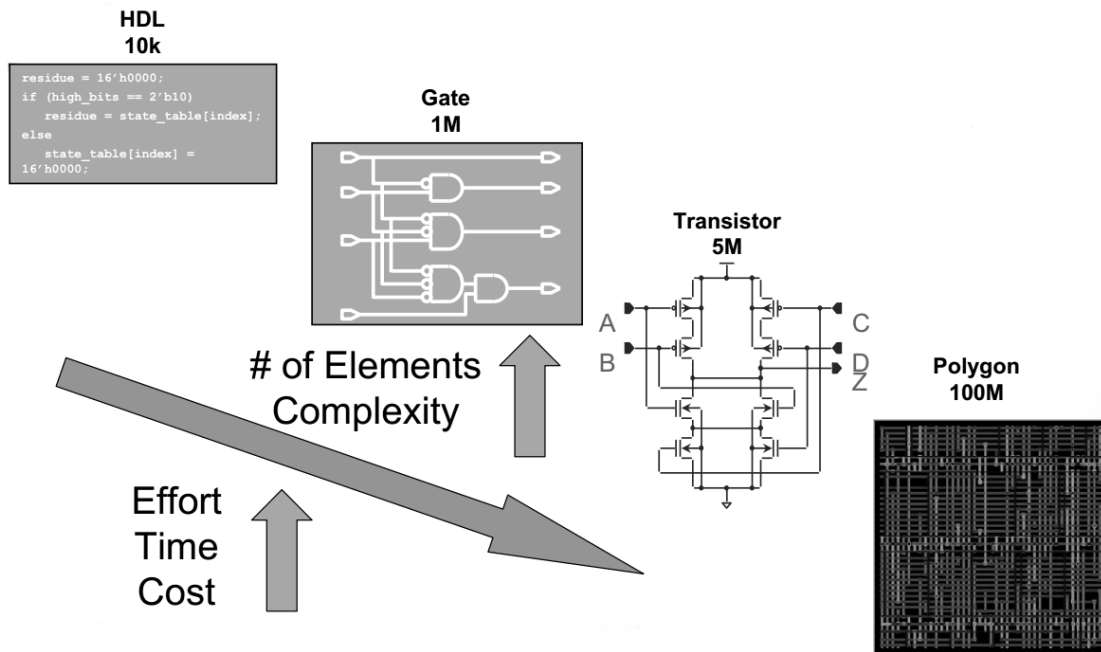 HDL
10k
residue = 16’h0000;
if (high_bits == 2’b10)
residue = state_table[index];
else
state_table[index] =
16’h0000;
Gate
1M
Transistor
5M
A
B
C
D
Z
# of Elements
Complexity
Polygon
100M
Effort
Time
Cost